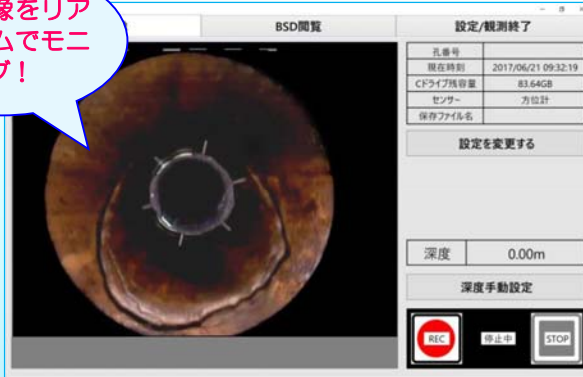 像をリア
ムでモニ
グ！
BSD閲覧
設定/観測終了
孔番号
現在時刻 2017/06/21 09:32:19
Cドライブ残容量 83.64GB
センサー 方位計
保存ファイル名
設定を変更する
深度 0.00m
深度手動設定
REC 停止中 STOP